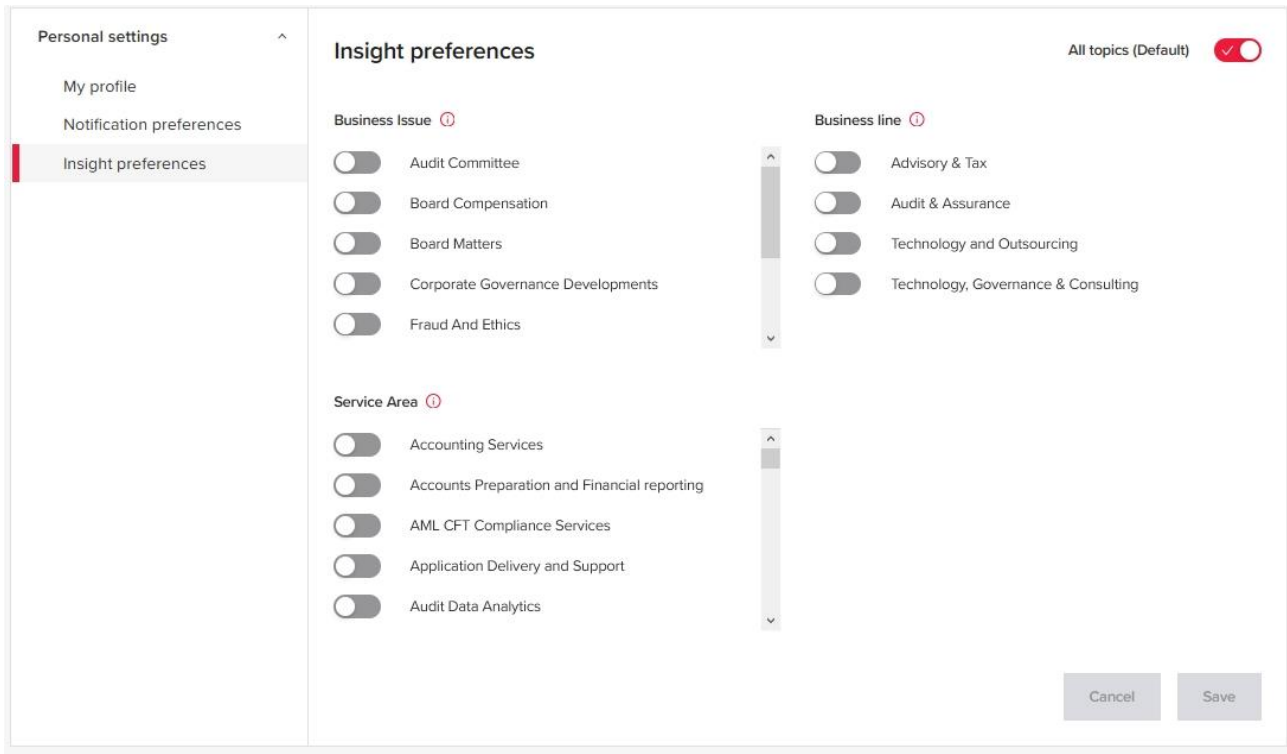 Personal settings
My profile
Notification preferences
Insight preferences
Insight preferences
All topics (Default)
Business Issue
Audit Committee
Board Compensation
Board Matters
Corporate Governance Developments
Fraud And Ethics
Business line
Advisory & Tax
Audit & Assurance
Technology and Outsourcing
Technology, Governance & Consulting
Service Area
Accounting Services
Accounts Preparation and Financial reporting
AML CFT Compliance Services
Application Delivery and Support
Audit Data Analytics
Cancel
Save